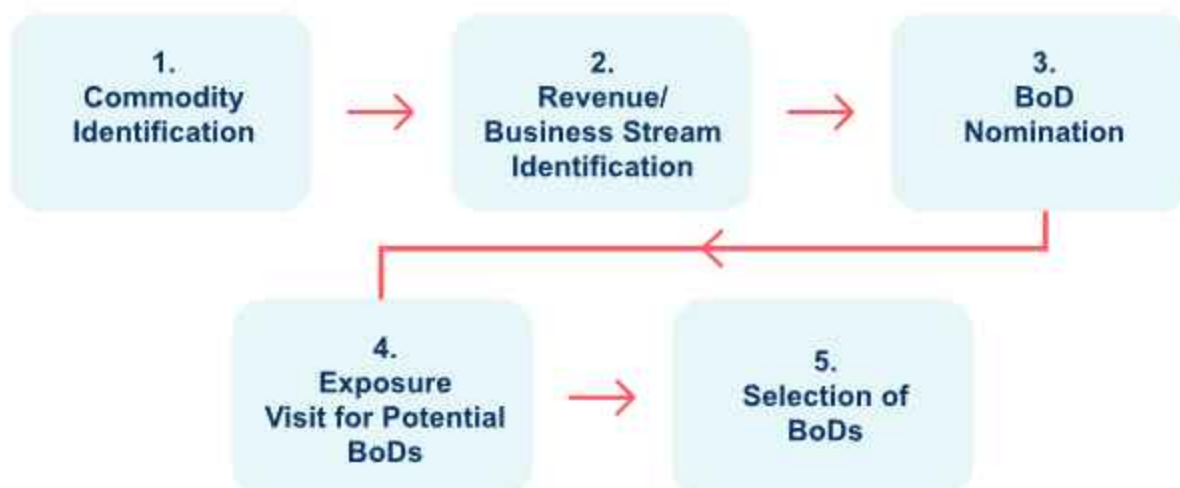 1.
Commodity
Identification
2.
Revenue/
Business Stream
Identification
3.
BoD
Nomination
4.
Exposure
Visit for Potential
BoDs
5.
Selection of
BoDs